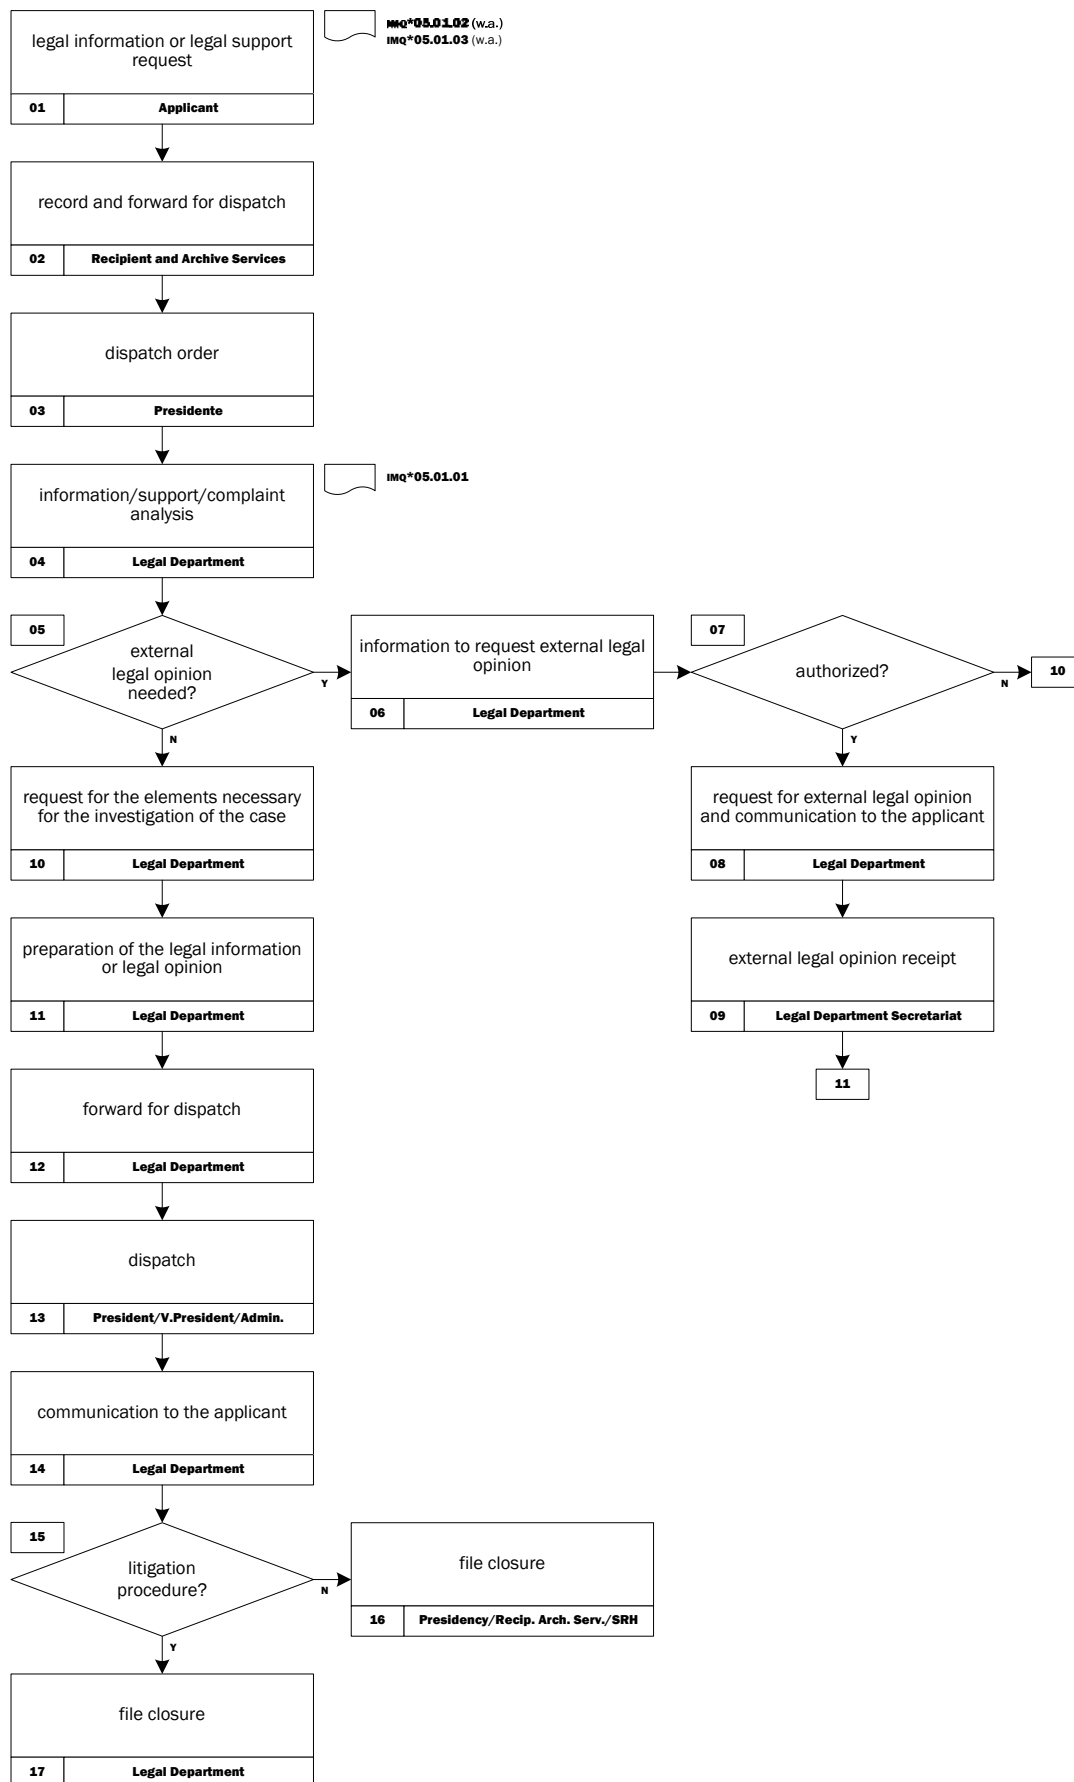 legal information or legal support
request
01 Applicant
IMQ*05.01.02 (w.a.)
IMQ*05.01.03 (w.a.)
record and forward for dispatch
02 Recipient and Archive Services
dispatch order
03 Presidente
information/support/complaint
analysis
04 Legal Department
IMQ*05.01.01
05
external
legal opinion
needed?
Y
N
information to request external legal
opinion
06 Legal Department
07
authorized?
N
10
Y
request for the elements necessary
for the investigation of the case
10 Legal Department
request for external legal opinion
and communication to the applicant
08 Legal Department
preparation of the legal information
or legal opinion
11 Legal Department
external legal opinion receipt
09 Legal Department Secretariat
11
forward for dispatch
12 Legal Department
dispatch
13 President/V.President/Admin.
communication to the applicant
14 Legal Department
15
litigation
procedure?
N
Y
file closure
16 Presidency/Recip. Arch. Serv./SRH
file closure
17 Legal Department